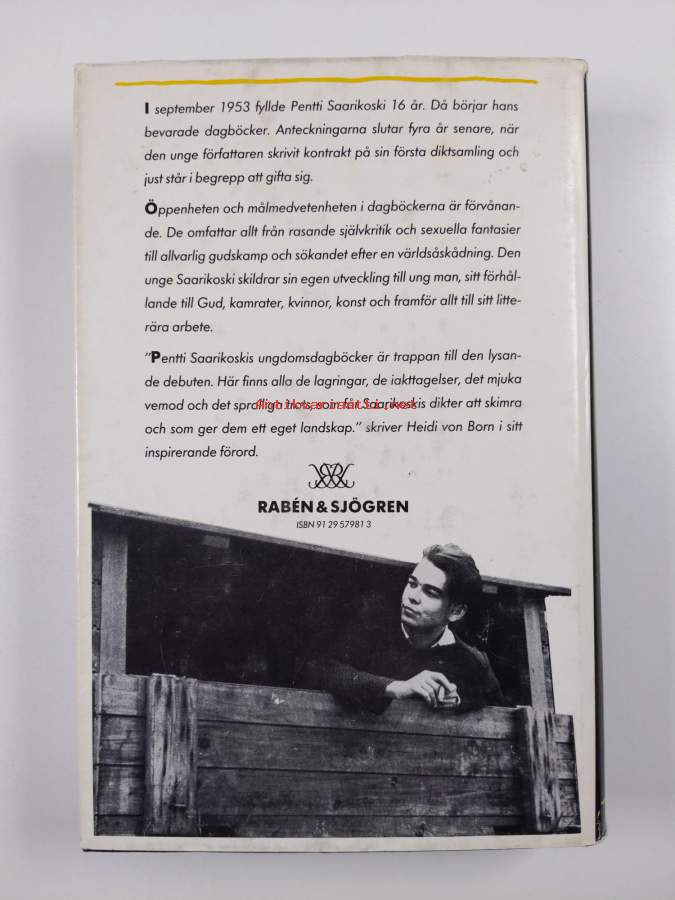 I september 1953 fyllde Pentti Saarikoski 16 år. Då börjar hans
bevarade dagböcker. Anteckningarna slutar fyra år senare, när
den unge författaren skrivit kontrakt på sin första diktsamling och
just står i begrepp att gifta sig.
Öppenheten och målmedvetenheten i dagböckerna är förvånan-
de. De omfattar allt från rasande självkritik och sexuella fantasier
till allvarlig gudskamp och sökandet efter en världsåskådning. Den
unge Saarikoski skildrar sin egen utveckling till ung man, sitt förhål-
lande till Gud, kamrater, kvinnor, konst och framför allt till sitt litte-
rära arbete.
"Pentti Saarikoskis ungdomsdagböcker är trappan till den lysan-
de debuten. Här finns alla de lagringar, de iakttagelser, det mjuka
vemod och det spralliga trots, som får Saarikoskis dikter att skimra
och som ger dem ett eget landskap." skriver Heidi von Born i sitt
inspirerande förord.
RABÉN & SJÖGREN
ISBN 91 29 57981 3